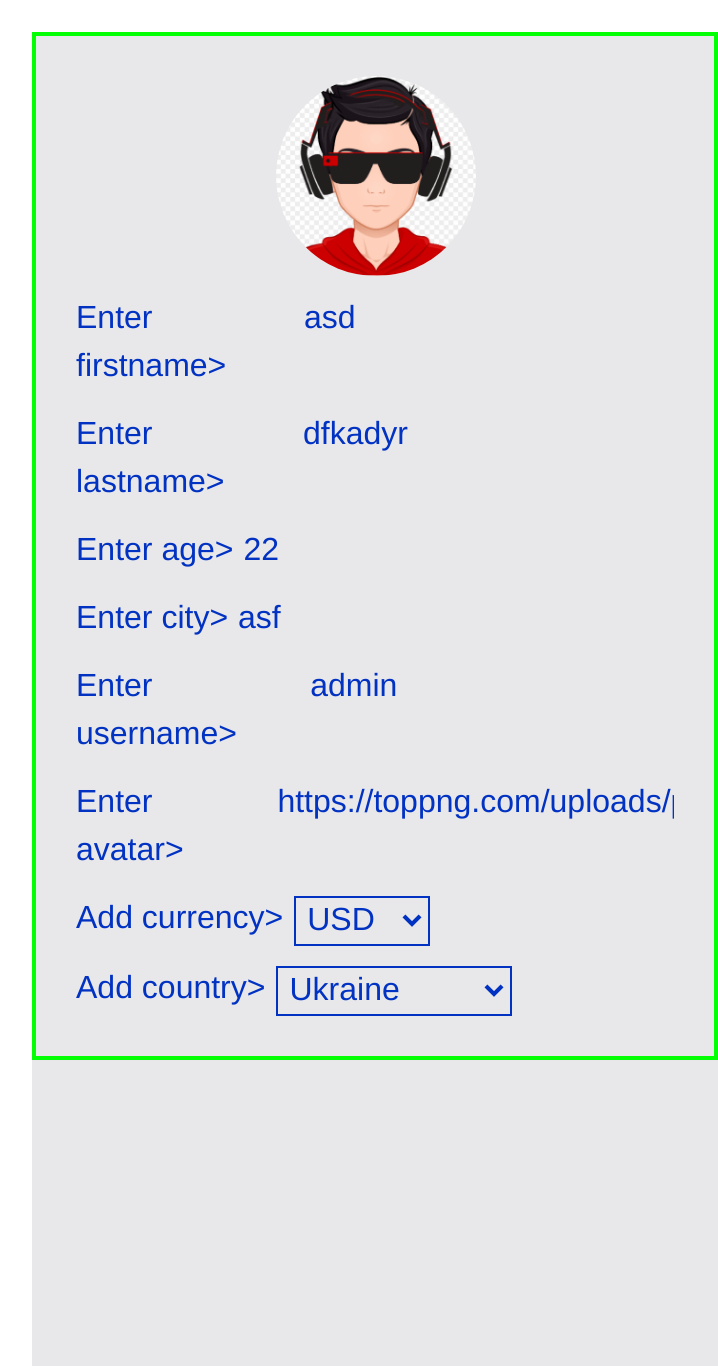 Enter firstname> asd
Enter lastname> dfkadyr
Enter age> 22
Enter city> asf
Enter username> admin
Enter avatar> https://toppng.com/uploads/
Add currency> USD
Add country> Ukraine